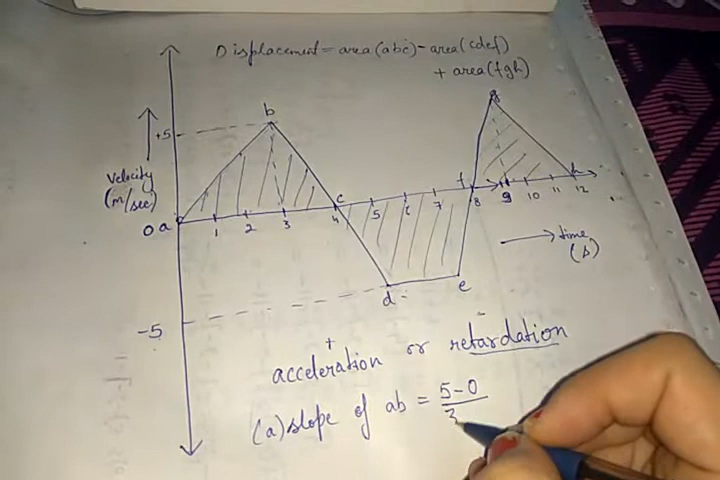 Displacement = area(abc) - area(cdef)
+ area(fgh)
b
g
+5
velocity
(m/sec)
0 a
1
2
3
4
c
5
6
7
f
8
9
10
11
12
h
time
(s)
d
e
-5
+
acceleration or retardation
(a) slope of ab = 5-0
3